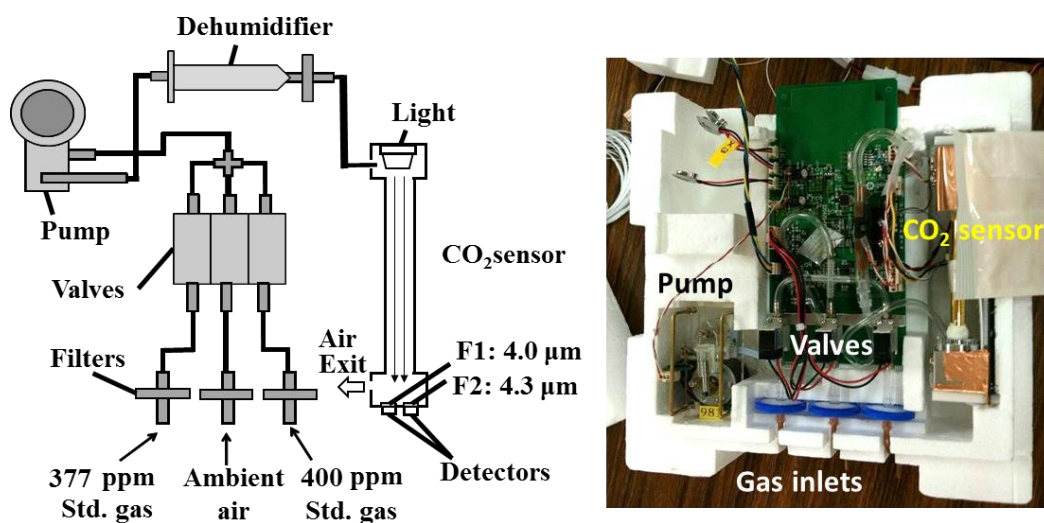 Dehumidifier
Light
Pump
Valves
CO₂sensor
Filters
Air
Exit
F1: 4.0 μm
F2: 4.3 μm
377 ppm
Std. gas
Ambient
air
400 ppm
Std. gas
Detectors
CO₂ sensor
Pump
Valves
981
Gas inlets